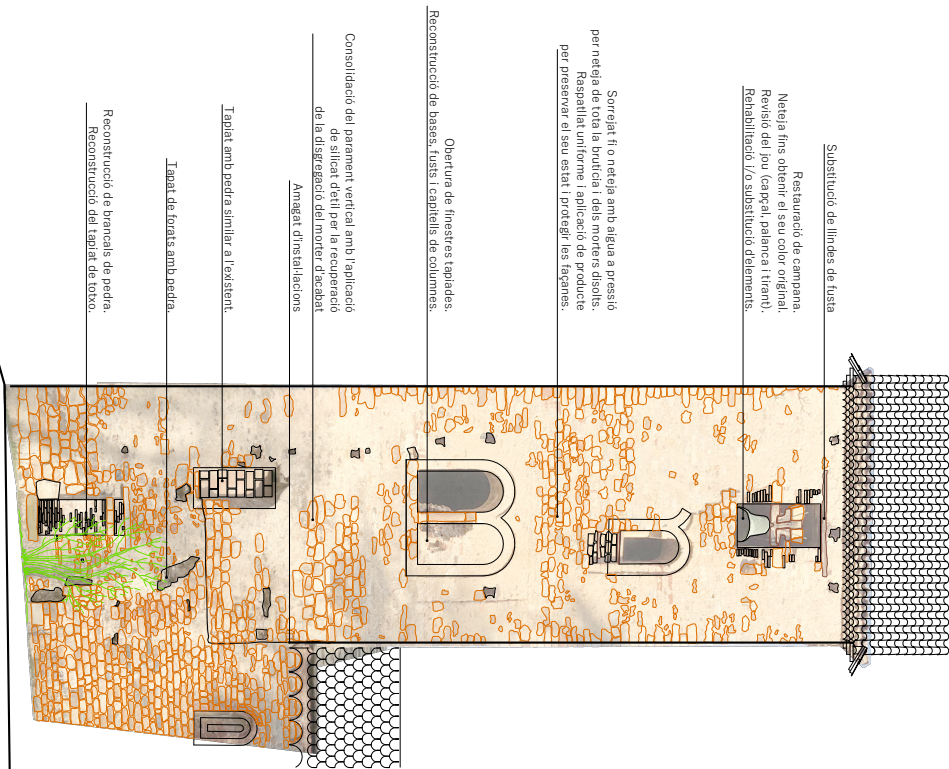 Substitució de llindes de fusta
Restauració de campana.
Neteja fins obtenir el seu color original.
Revisió del jou (capçal, palanca i tirant).
Rehabilitació i/o substitució d'elements.
Sorrejat fi o neteja amb aigua a pressió
per neteja de tota la brutícia i dels morters disolts.
Raspatllat uniforme i aplicació de producte
per preservar el seu estat i protegir les façanes.
Obertura de finestres tapiades.
Reconstrucció de bases, fusts i capitells de columnes.
Consolidació del parament vertical amb l'aplicació
de silicat d'etil per la recuperació
de la disgregació del morter d'acabat
Amagat d'instal·lacions
Tapiat amb pedra similar a l'existent.
Tapat de forats amb pedra.
Reconstrucció de brancals de pedra.
Reconstrucció del tapiat de totxo.